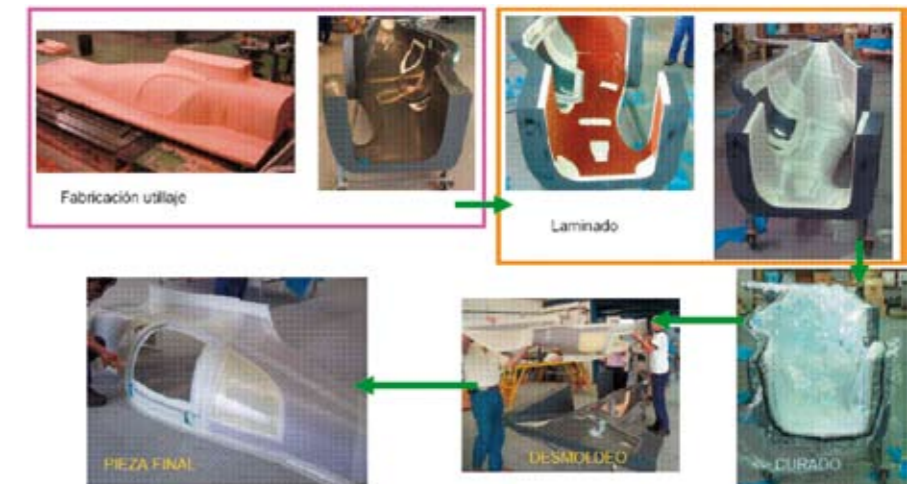 Fabricación utillaje
Laminado
CURADO
DESMOLDEO
PIEZA FINAL